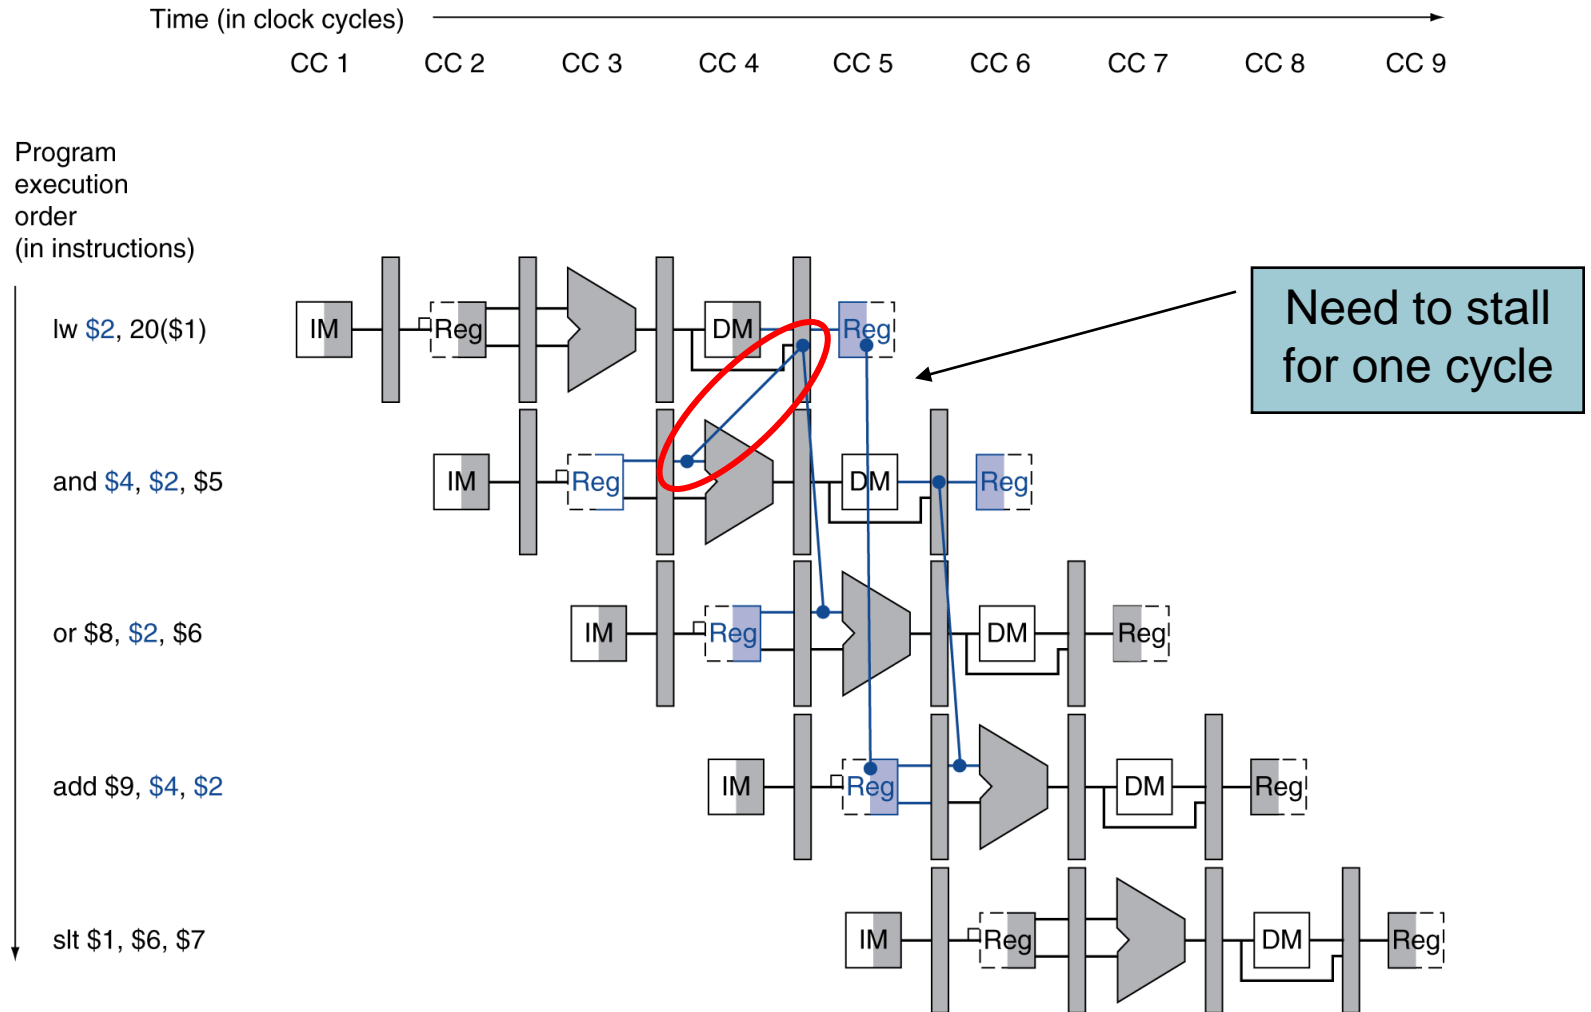 Time (in clock cycles)
CC 1 CC 2 CC 3 CC 4 CC 5 CC 6 CC 7 CC 8 CC 9
Program
execution
order
(in instructions)
Need to stall
for one cycle
lw $2, 20($1) IM Reg DM Reg
and $4, $2, $5 IM Reg DM Reg
or $8, $2, $6 IM Reg DM Reg
add $9, $4, $2 IM Reg DM Reg
slt $1, $6, $7 IM Reg DM Reg